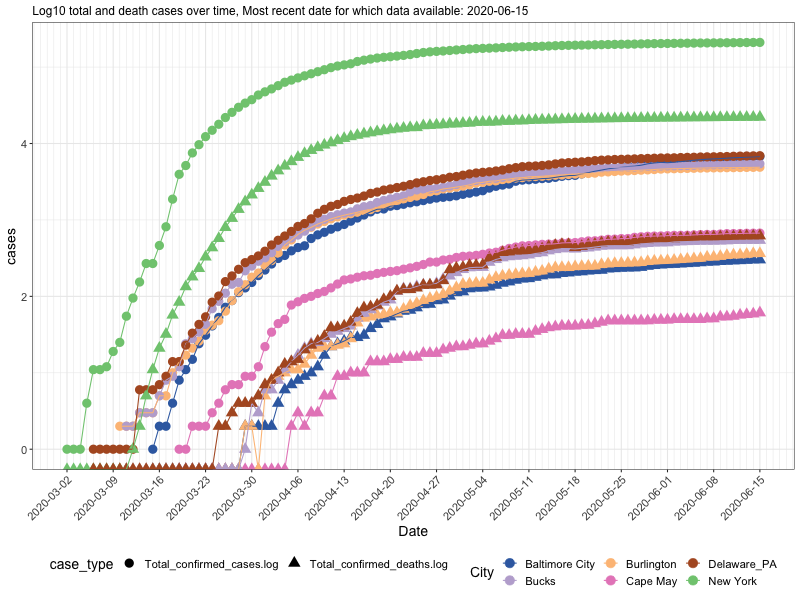 Log10 total and death cases over time, Most recent date for which data available: 2020-06-15
cases
4
2
0
2020-03-02
2020-03-09
2020-03-16
2020-03-23
2020-03-30
2020-04-06
2020-04-13
2020-04-20
2020-04-27
2020-05-04
2020-05-11
2020-05-18
2020-05-25
2020-06-01
2020-06-08
2020-06-15
Date
case_type
Total_confirmed_cases.log
Total_confirmed_deaths.log
City
Baltimore City
Burlington
Delaware_PA
Bucks
Cape May
New York